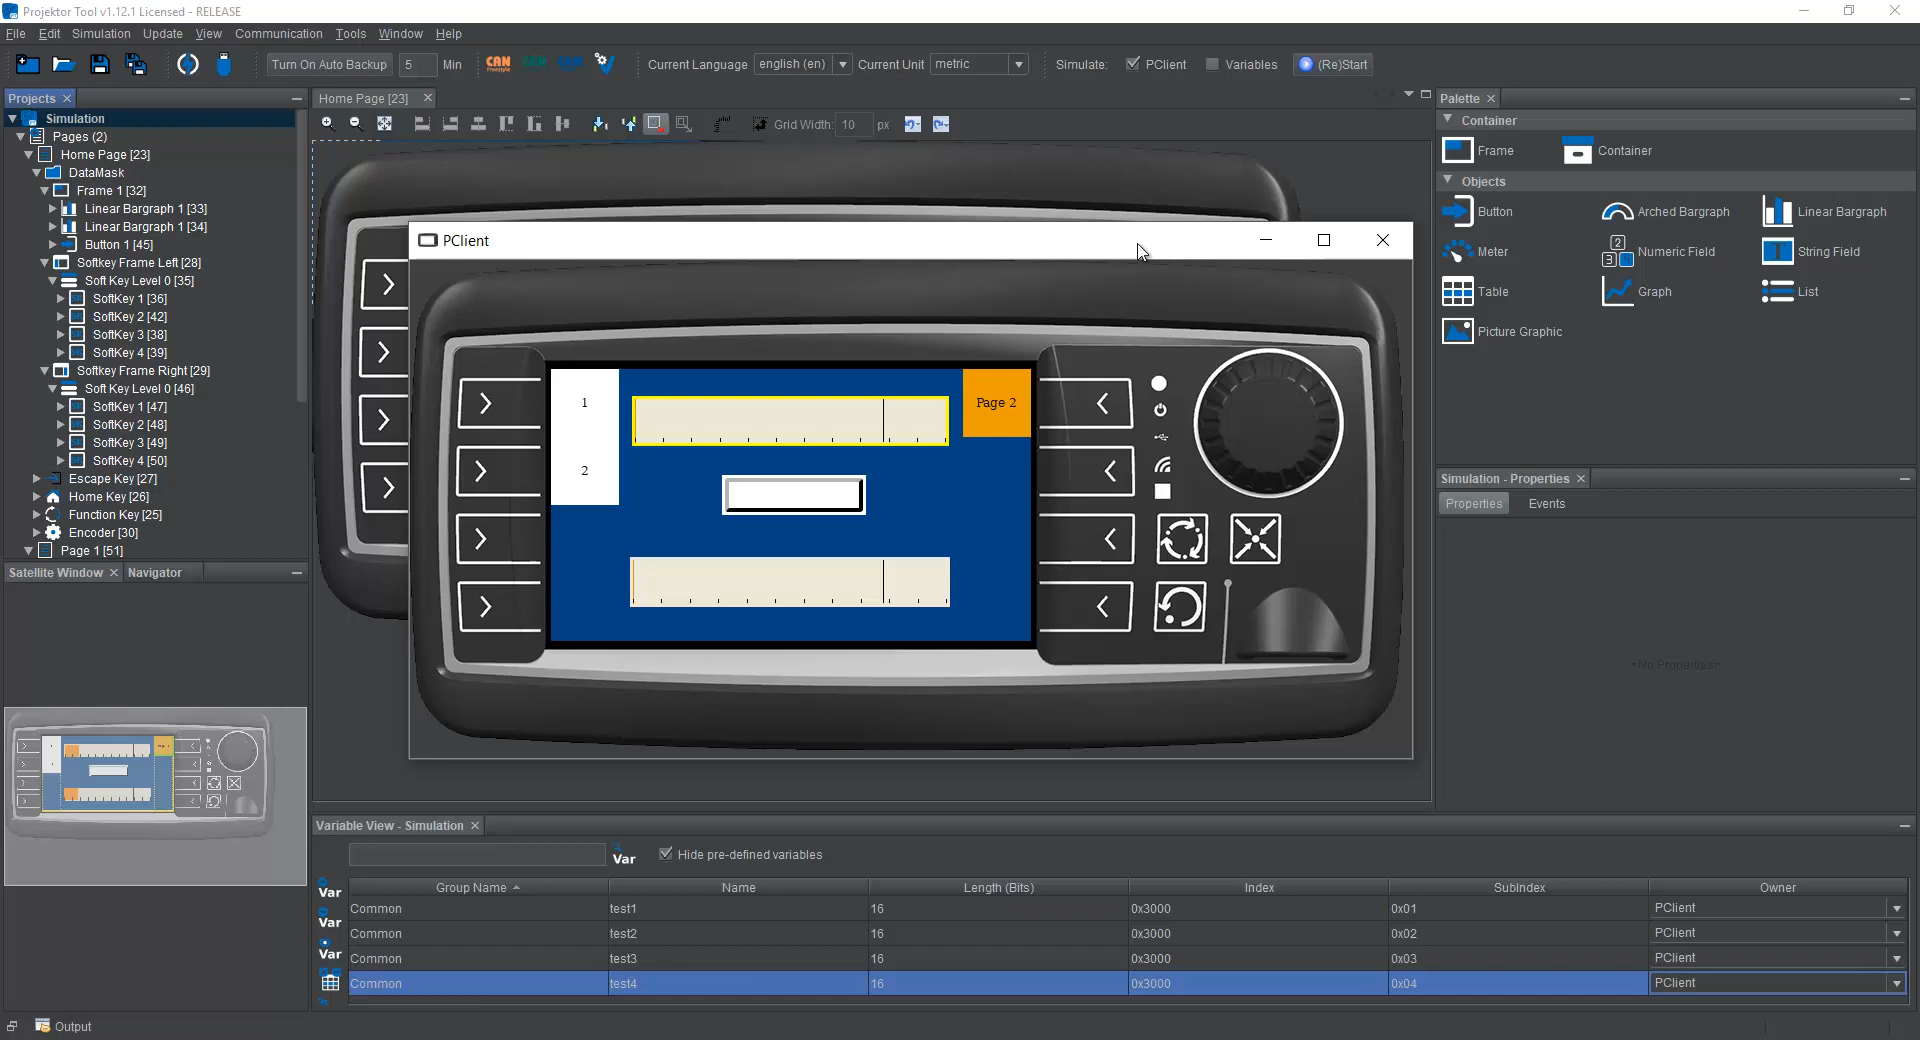 Projektor Tool v1.12.1 Licensed - RELEASE
File Edit Simulation Update View Communication Tools Window Help
Turn On Auto Backup 5 Min CAN Current Language english (en) Current Unit metric Simulate: PClient Variables (Re)Start
Projects
Simulation
Pages (2)
Home Page [23]
DataMask
Frame 1 [32]
Linear Bargraph 1 [33]
Linear Bargraph 1 [34]
Button 1 [45]
Softkey Frame Left [28]
Soft Key Level 0 [35]
SoftKey 1 [36]
SoftKey 2 [42]
SoftKey 3 [38]
SoftKey 4 [39]
Softkey Frame Right [29]
Soft Key Level 0 [46]
SoftKey 1 [47]
SoftKey 2 [48]
SoftKey 3 [49]
SoftKey 4 [50]
Escape Key [27]
Home Key [26]
Function Key [25]
Encoder [30]
Page 1 [51]
Satellite Window Navigator
Home Page [23]
Grid Width: 10 px
PClient
1
2
Page 2
Palette
Container
Frame Container
Objects
Button Arched Bargraph Linear Bargraph
Meter Numeric Field String Field
Table Graph List
Picture Graphic
Simulation - Properties
Properties Events
<No Properties>
Variable View - Simulation
Var Hide pre-defined variables
Var
Var
Var
Group Name Name Length (Bits) Index SubIndex Owner
Common test1 16 0x3000 0x01 PClient
Common test2 16 0x3000 0x02 PClient
Common test3 16 0x3000 0x03 PClient
Common test4 16 0x3000 0x04 PClient
Output